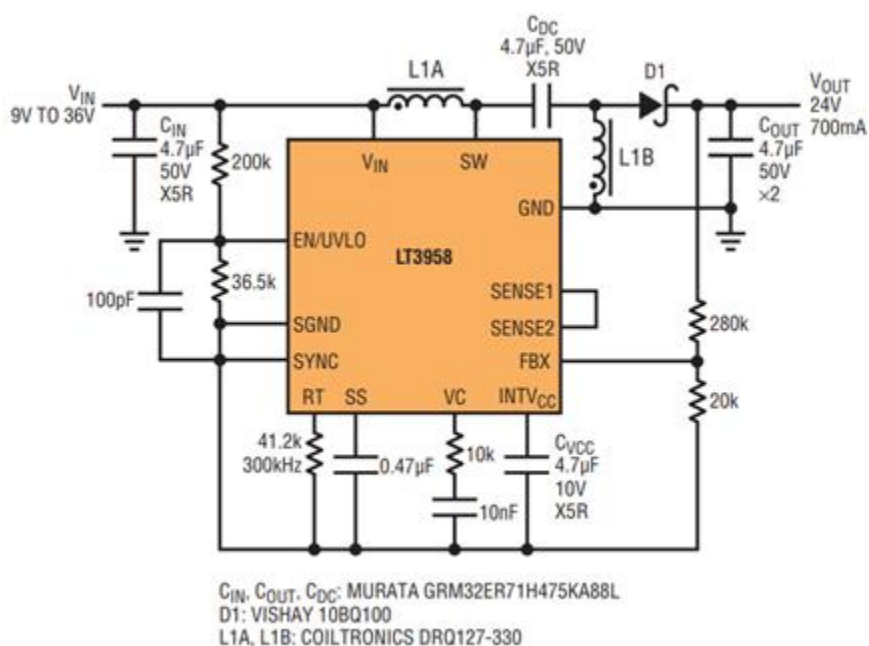 CDC
4.7µF, 50V
X5R
L1A
D1
VIN
9V TO 36V
VOUT
24V
700mA
CIN
4.7µF
50V
X5R
200k
VIN
SW
L1B
COUT
4.7µF
50V
×2
GND
EN/UVLO
LT3958
36.5k
100pF
SENSE1
SGND
SENSE2
280k
SYNC
FBX
RT
SS
VC
INTVCC
20k
41.2k
300kHz
0.47µF
10k
CVCC
4.7µF
10V
X5R
10nF
CIN, COUT, CDC: MURATA GRM32ER71H475KA88L
D1: VISHAY 10BQ100
L1A, L1B: COILTRONICS DRQ127-330